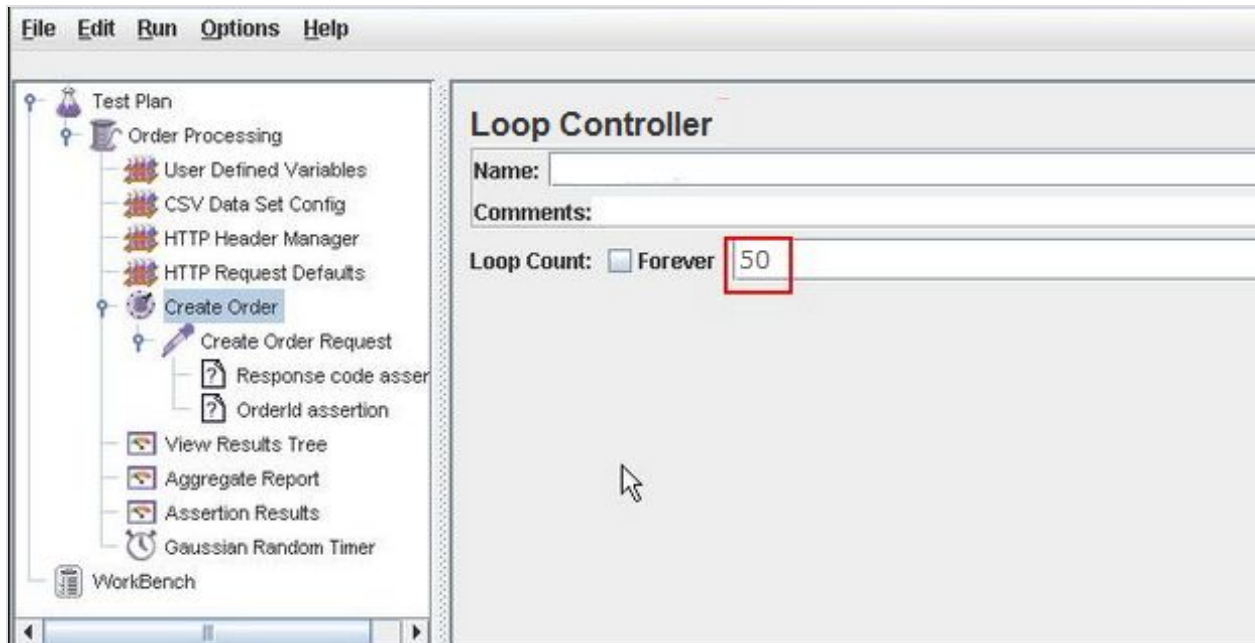 File Edit Run Options Help
Test Plan
Order Processing
User Defined Variables
CSV Data Set Config
HTTP Header Manager
HTTP Request Defaults
Create Order
Create Order Request
Response code asser
OrderId assertion
View Results Tree
Aggregate Report
Assertion Results
Gaussian Random Timer
WorkBench
Loop Controller
Name:
Comments:
Loop Count: Forever 50